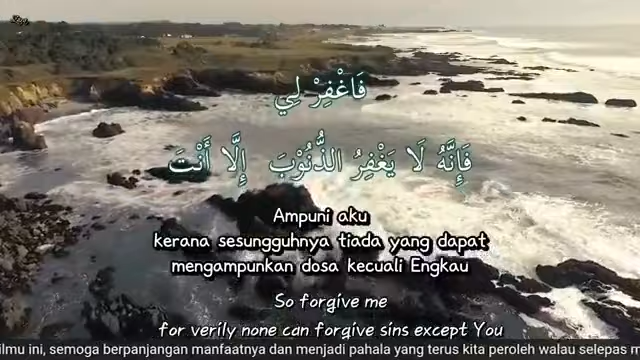 فَاغْفِرْ لِي
فَإِنَّهُ لَا يَغْفِرُ الذُّنُوْبَ إِلَّا أَنْتَ
Ampuni aku
kerana sesungguhnya tiada yang dapat
mengampunkan dosa kecuali Engkau
So forgive me
for verily none can forgive sins except You
ilmu ini, semoga berpanjangan manfaatnya dan menjadi pahala yang terus kita peroleh walau selepas